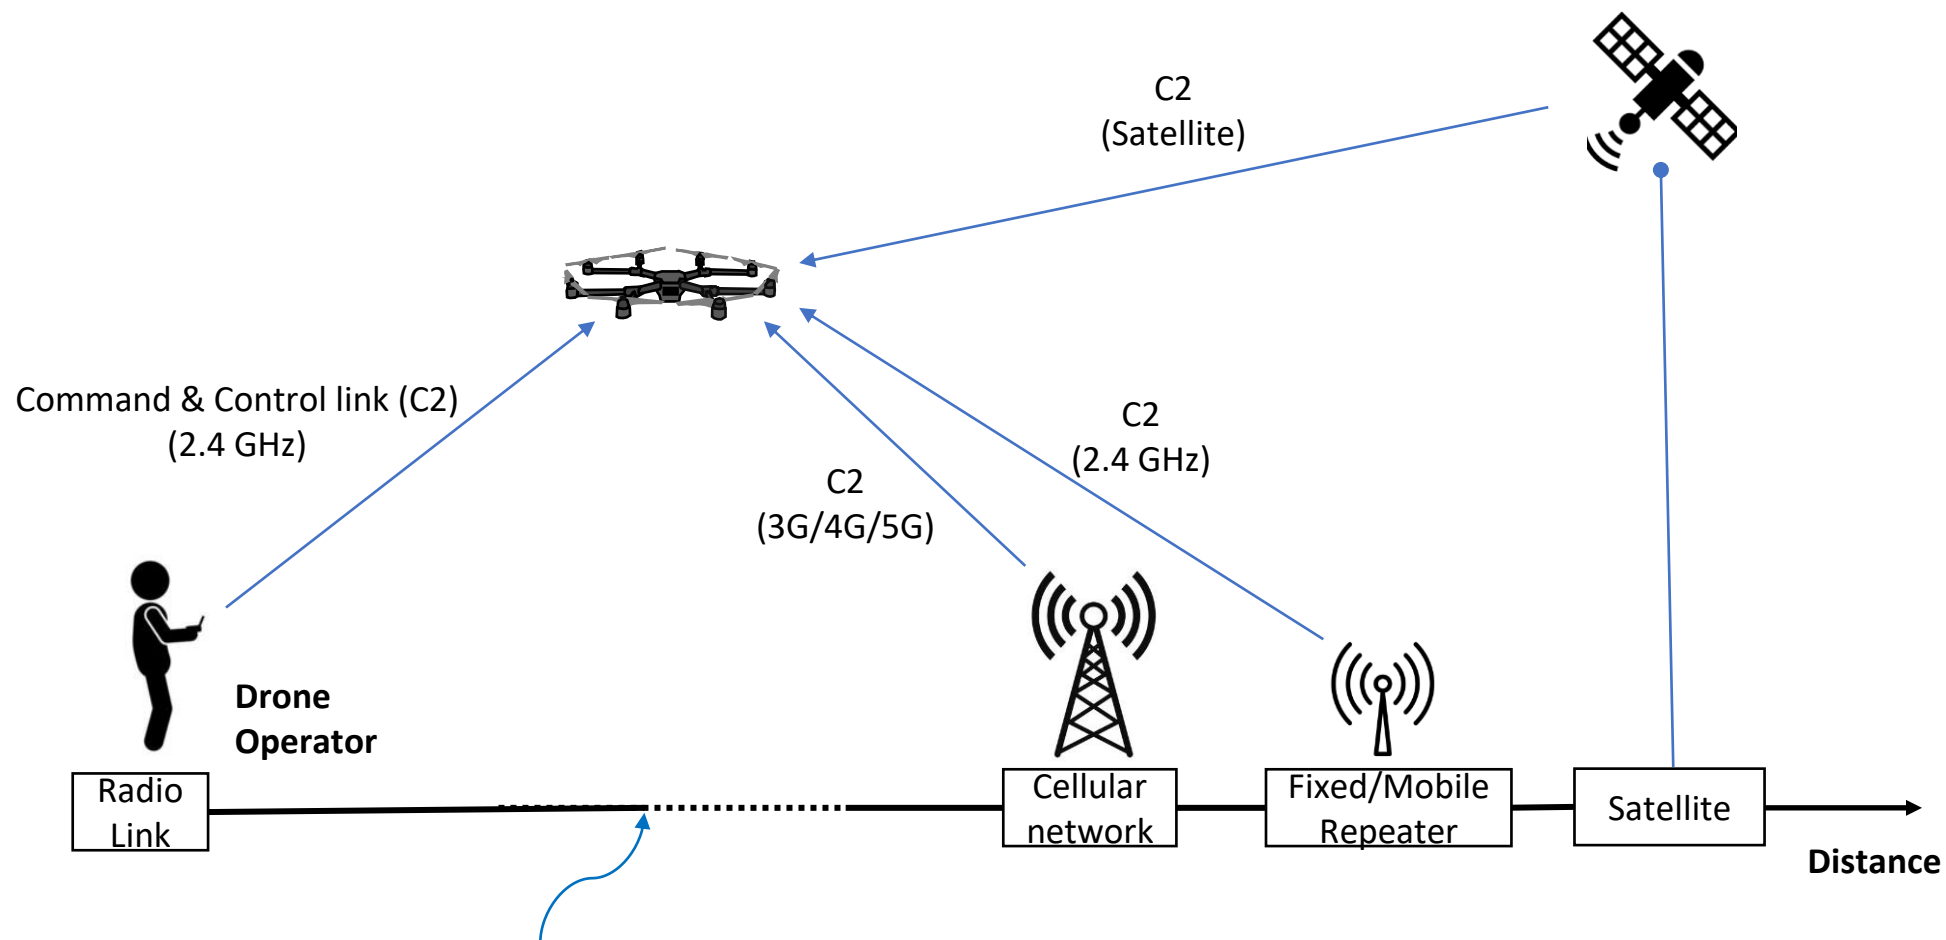 C2
(Satellite)
Command & Control link (C2)
(2.4 GHz)
C2
(2.4 GHz)
C2
(3G/4G/5G)
Drone
Operator
Radio
Link
Cellular
network
Fixed/Mobile
Repeater
Satellite
Distance